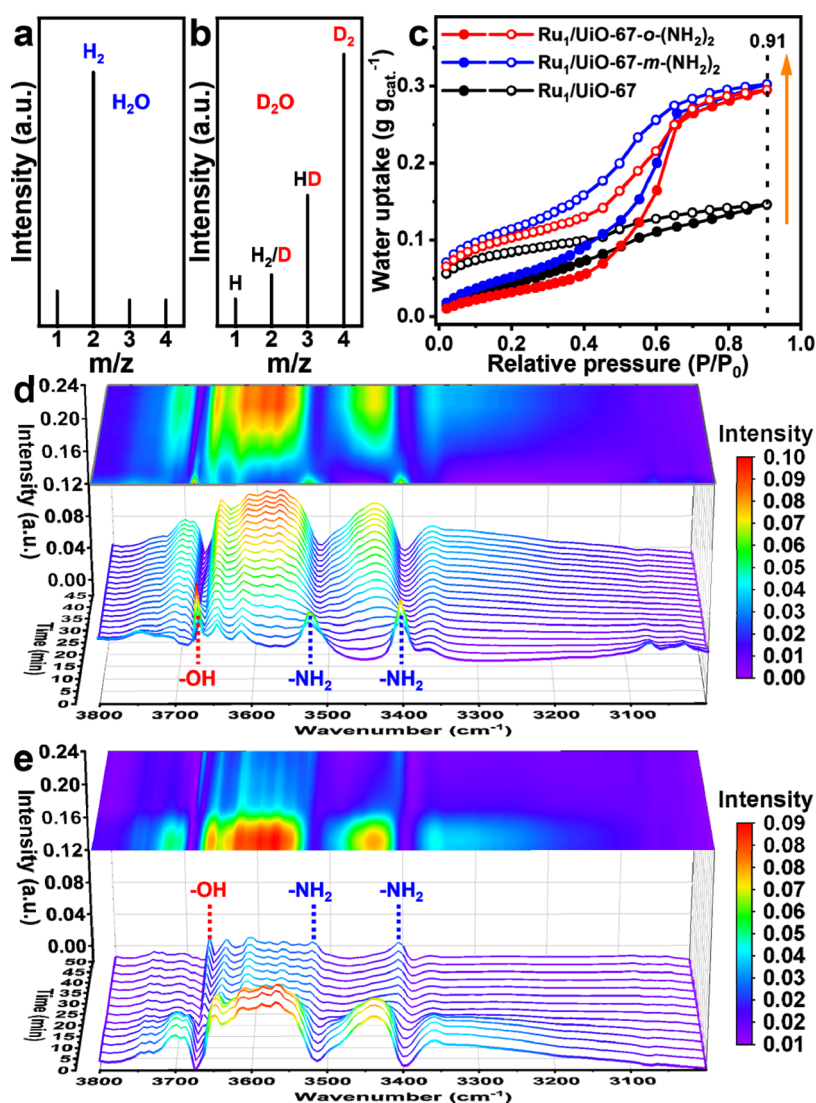 a
Intensity (a.u.)
H₂
H₂O
1 2 3 4
m/z
b
Intensity (a.u.)
D₂
D₂O
HD
H₂/D
H
1 2 3 4
m/z
c
Water uptake (g g_cat.⁻¹)
0.3
0.2
0.1
0.0
Ru₁/UiO-67-o-(NH₂)₂
Ru₁/UiO-67-m-(NH₂)₂
Ru₁/UiO-67
0.91
0.0 0.2 0.4 0.6 0.8 1.0
Relative pressure (P/P₀)
d
Intensity (a.u.)
0.24
0.20
0.16
0.12
0.08
0.04
0.00
45
40
35
30
25
20
15
10
5
0
Time (min)
-OH
-NH₂
-NH₂
3800 3700 3600 3500 3400 3300 3200 3100
Wavenumber (cm⁻¹)
Intensity
0.10
0.09
0.08
0.07
0.06
0.05
0.04
0.03
0.02
0.01
0.00
e
Intensity (a.u.)
0.24
0.20
0.16
0.12
0.08
0.04
0.00
-OH
-NH₂
-NH₂
50
45
40
35
30
25
20
15
10
5
0
Time (min)
3800 3700 3600 3500 3400 3300 3200 3100
Wavenumber (cm⁻¹)
Intensity
0.09
0.08
0.07
0.06
0.05
0.04
0.03
0.02
0.01